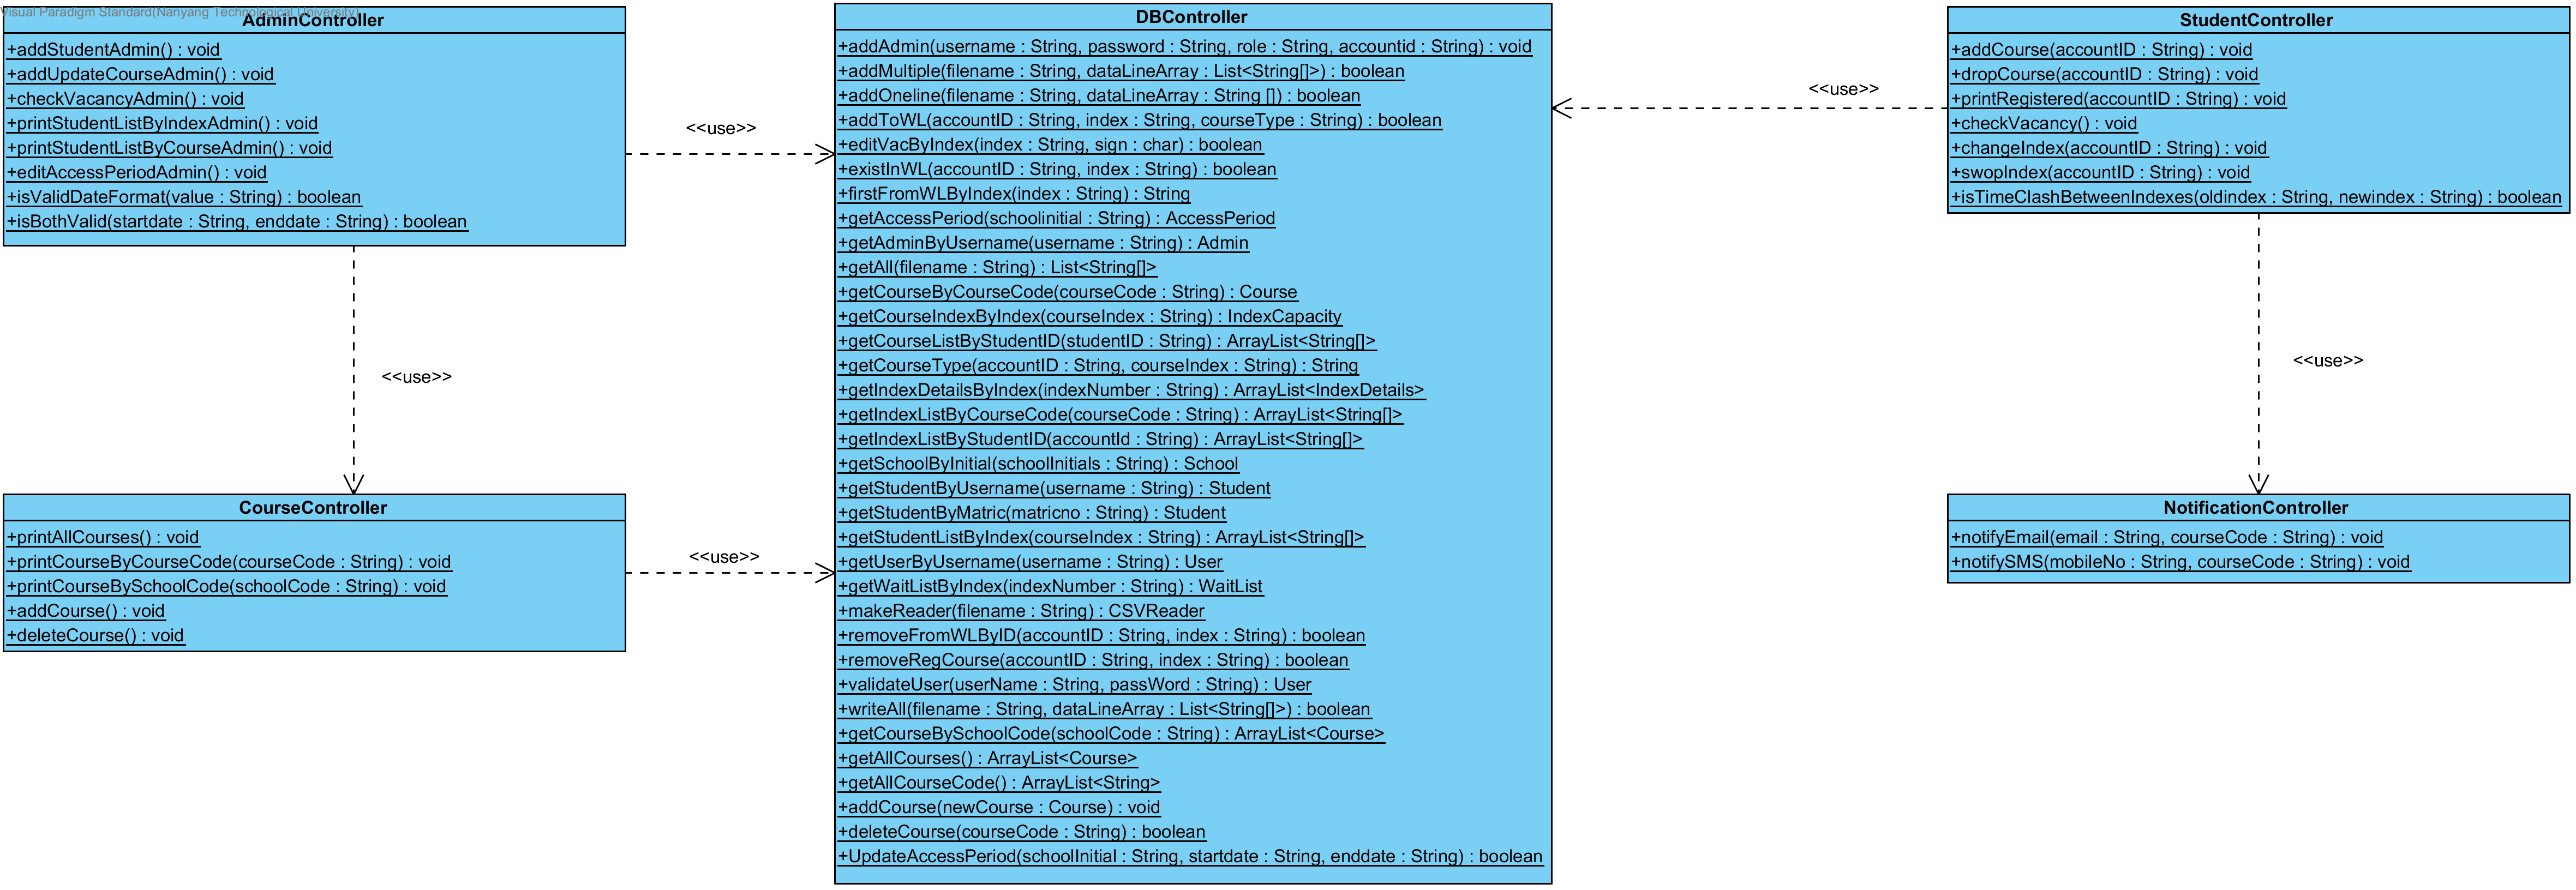 Visual Paradigm Standard(Nanyang Technological University)
AdminController
+addStudentAdmin() : void
+addUpdateCourseAdmin() : void
+checkVacancyAdmin() : void
+printStudentListByIndexAdmin() : void
+printStudentListByCourseAdmin() : void
+editAccessPeriodAdmin() : void
+isValidDateFormat(value : String) : boolean
+isBothValid(startdate : String, enddate : String) : boolean
<<use>>
<<use>>
CourseController
+printAllCourses() : void
+printCourseByCourseCode(courseCode : String) : void
+printCourseBySchoolCode(schoolCode : String) : void
+addCourse() : void
+deleteCourse() : void
<<use>>
DBController
+addAdmin(username : String, password : String, role : String, accountid : String) : void
+addMultiple(filename : String, dataLineArray : List<String[]>) : boolean
+addOneline(filename : String, dataLineArray : String []) : boolean
+addToWL(accountID : String, index : String, courseType : String) : boolean
+editVacByIndex(index : String, sign : char) : boolean
+existInWL(accountID : String, index : String) : boolean
+firstFromWLByIndex(index : String) : String
+getAccessPeriod(schoolinitial : String) : AccessPeriod
+getAdminByUsername(username : String) : Admin
+getAll(filename : String) : List<String[]>
+getCourseByCourseCode(courseCode : String) : Course
+getCourseIndexByIndex(courseIndex : String) : IndexCapacity
+getCourseListByStudentID(studentID : String) : ArrayList<String[]>
+getCourseType(accountID : String, courseIndex : String) : String
+getIndexDetailsByIndex(indexNumber : String) : ArrayList<IndexDetails>
+getIndexListByCourseCode(courseCode : String) : ArrayList<String[]>
+getIndexListByStudentID(accountId : String) : ArrayList<String[]>
+getSchoolByInitial(schoolInitials : String) : School
+getStudentByUsername(username : String) : Student
+getStudentByMatric(matricno : String) : Student
+getStudentListByIndex(courseIndex : String) : ArrayList<String[]>
+getUserByUsername(username : String) : User
+getWaitListByIndex(indexNumber : String) : WaitList
+makeReader(filename : String) : CSVReader
+removeFromWLByID(accountID : String, index : String) : boolean
+removeRegCourse(accountID : String, index : String) : boolean
+validateUser(userName : String, passWord : String) : User
+writeAll(filename : String, dataLineArray : List<String[]>) : boolean
+getCourseBySchoolCode(schoolCode : String) : ArrayList<Course>
+getAllCourses() : ArrayList<Course>
+getAllCourseCode() : ArrayList<String>
+addCourse(newCourse : Course) : void
+deleteCourse(courseCode : String) : boolean
+UpdateAccessPeriod(schoolInitial : String, startdate : String, enddate : String) : boolean
<<use>>
StudentController
+addCourse(accountID : String) : void
+dropCourse(accountID : String) : void
+printRegistered(accountID : String) : void
+checkVacancy() : void
+changeIndex(accountID : String) : void
+swopIndex(accountID : String) : void
+isTimeClashBetweenIndexes(oldindex : String, newindex : String) : boolean
<<use>>
NotificationController
+notifyEmail(email : String, courseCode : String) : void
+notifySMS(mobileNo : String, courseCode : String) : void